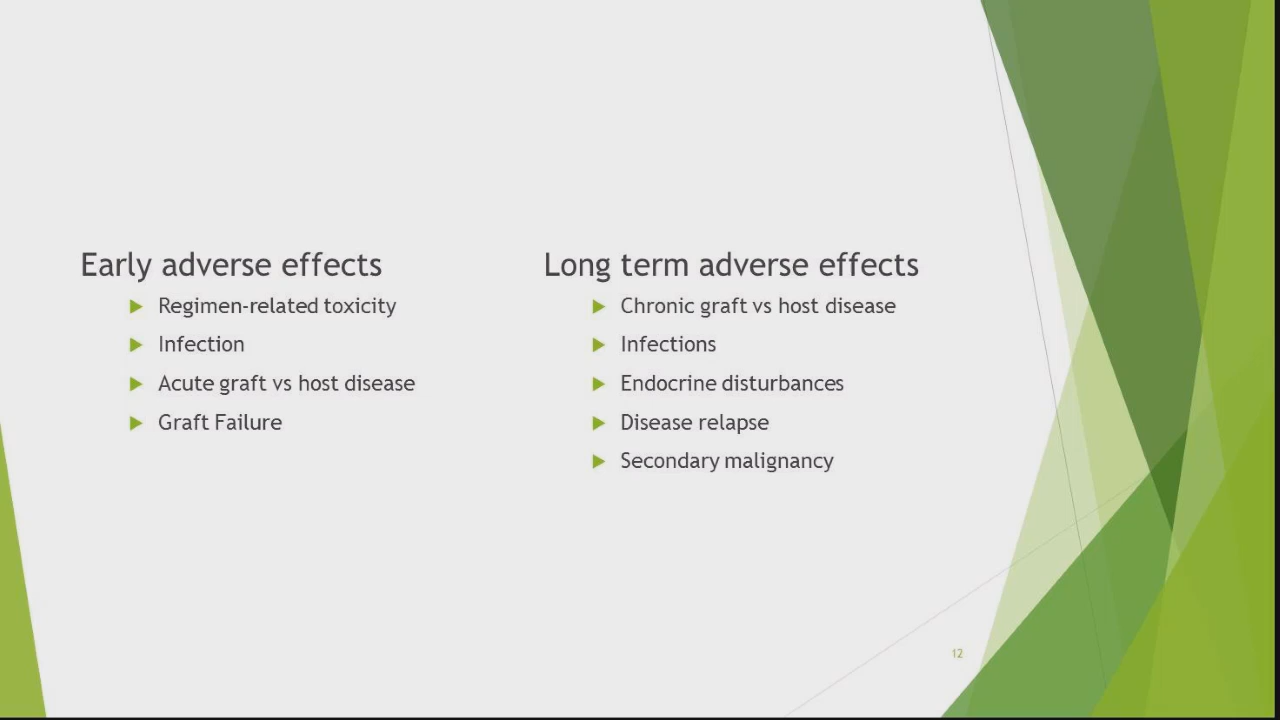 Early adverse effects
Regimen-related toxicity
Infection
Acute graft vs host disease
Graft Failure
Long term adverse effects
Chronic graft vs host disease
Infections
Endocrine disturbances
Disease relapse
Secondary malignancy
12